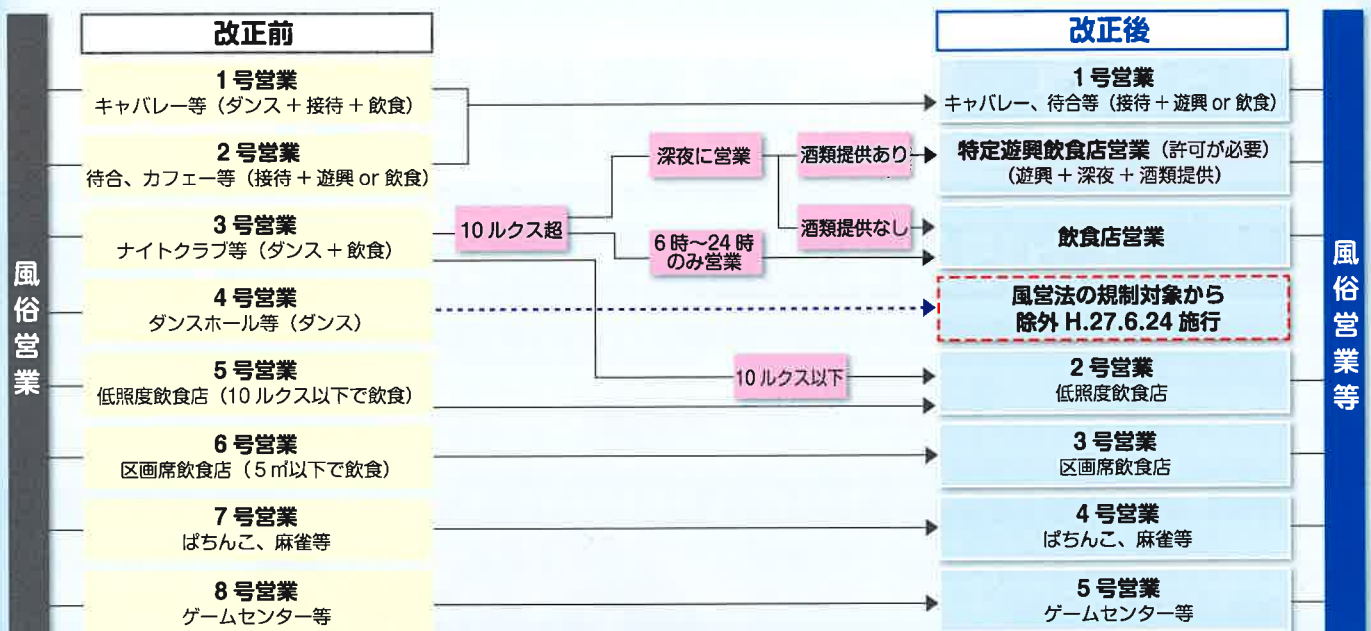 風俗営業
改正前
1号営業
キャバレー等（ダンス＋接待＋飲食）
2号営業
待合、カフェー等（接待＋遊興 or 飲食）
3号営業
ナイトクラブ等（ダンス＋飲食）
4号営業
ダンスホール等（ダンス）
5号営業
低照度飲食店（10ルクス以下で飲食）
6号営業
区画席飲食店（5㎡以下で飲食）
7号営業
ぱちんこ、麻雀等
8号営業
ゲームセンター等
10ルクス超
深夜に営業
酒類提供あり
酒類提供なし
6時～24時
のみ営業
10ルクス以下
改正後
1号営業
キャバレー、待合等（接待＋遊興 or 飲食）
特定遊興飲食店営業（許可が必要）
（遊興＋深夜＋酒類提供）
飲食店営業
風営法の規制対象から
除外 H.27.6.24 施行
2号営業
低照度飲食店
3号営業
区画席飲食店
4号営業
ぱちんこ、麻雀等
5号営業
ゲームセンター等
風俗営業等